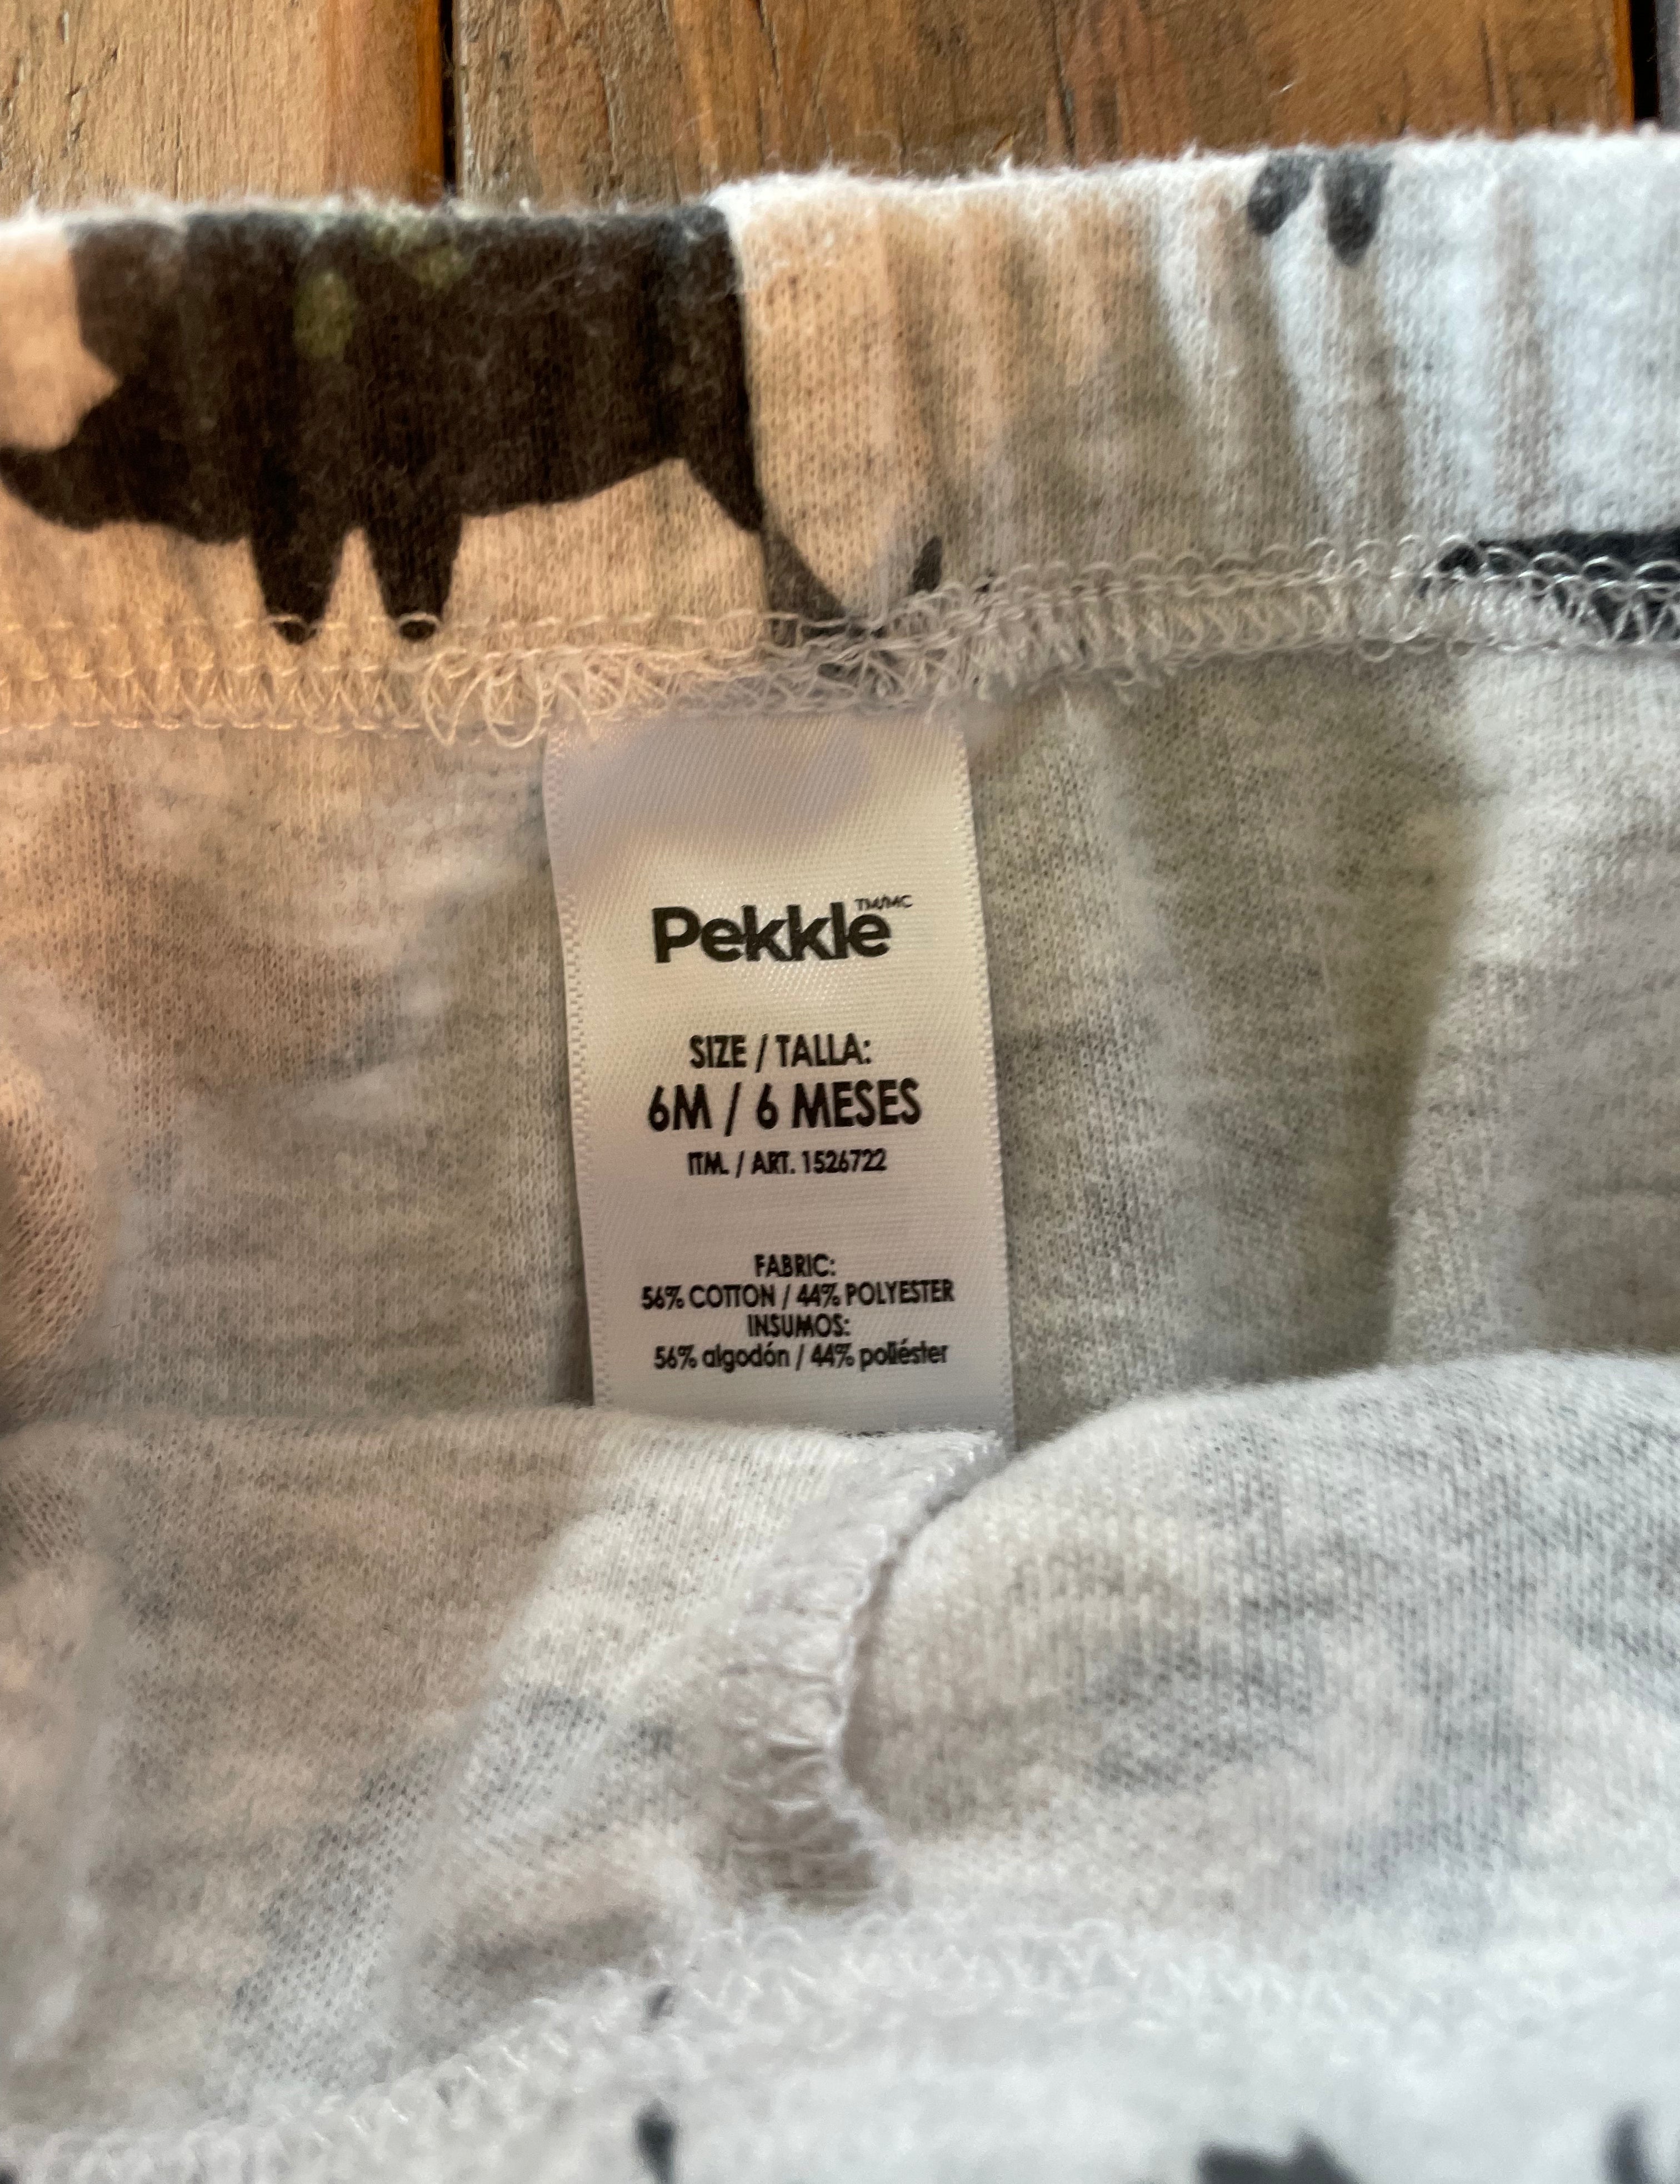 Pekkle TM/MC
SIZE / TALLA:
6M / 6 MESES
ITM. / ART. 1526722
FABRIC:
56% COTTON / 44% POLYESTER
INSUMOS:
56% algodón / 44% poliéster